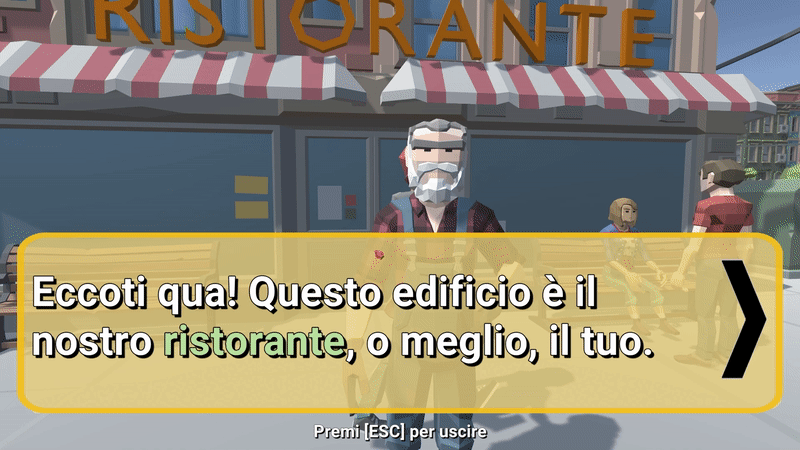 RISTORANTE
Eccoti qua! Questo edificio è il
nostro ristorante, o meglio, il tuo.
Premi [ESC] per uscire